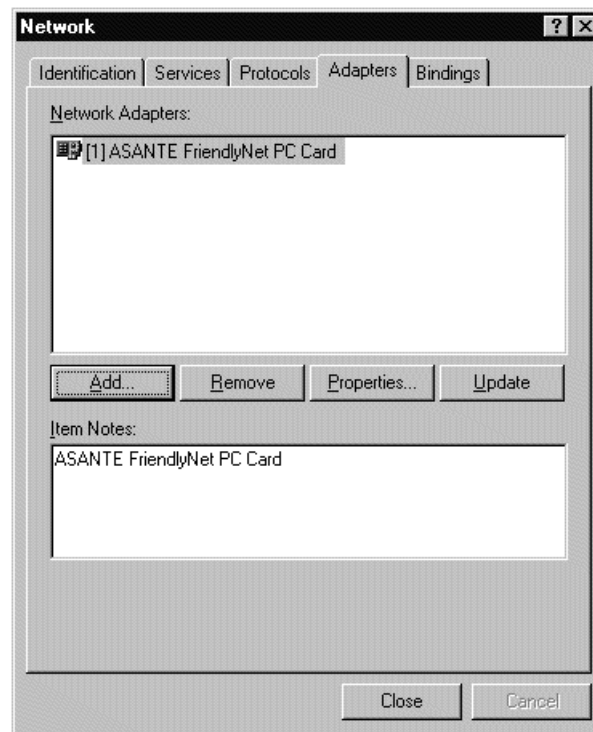 Network
Identification Services Protocols Adapters Bindings
Network Adapters:
[1] ASANTE FriendlyNet PC Card
Add... Remove Properties... Update
Item Notes:
ASANTE FriendlyNet PC Card
Close Cancel